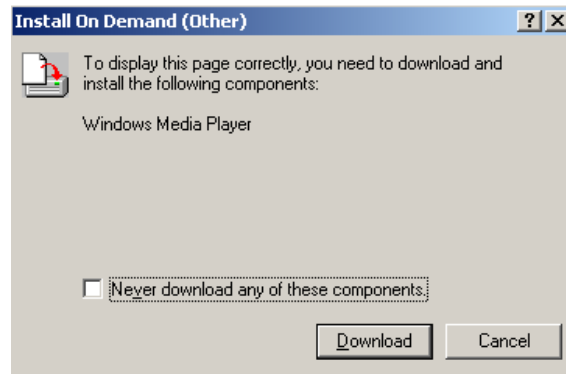 Install On Demand (Other)
To display this page correctly, you need to download and
install the following components:
Windows Media Player
Never download any of these components.
Download Cancel